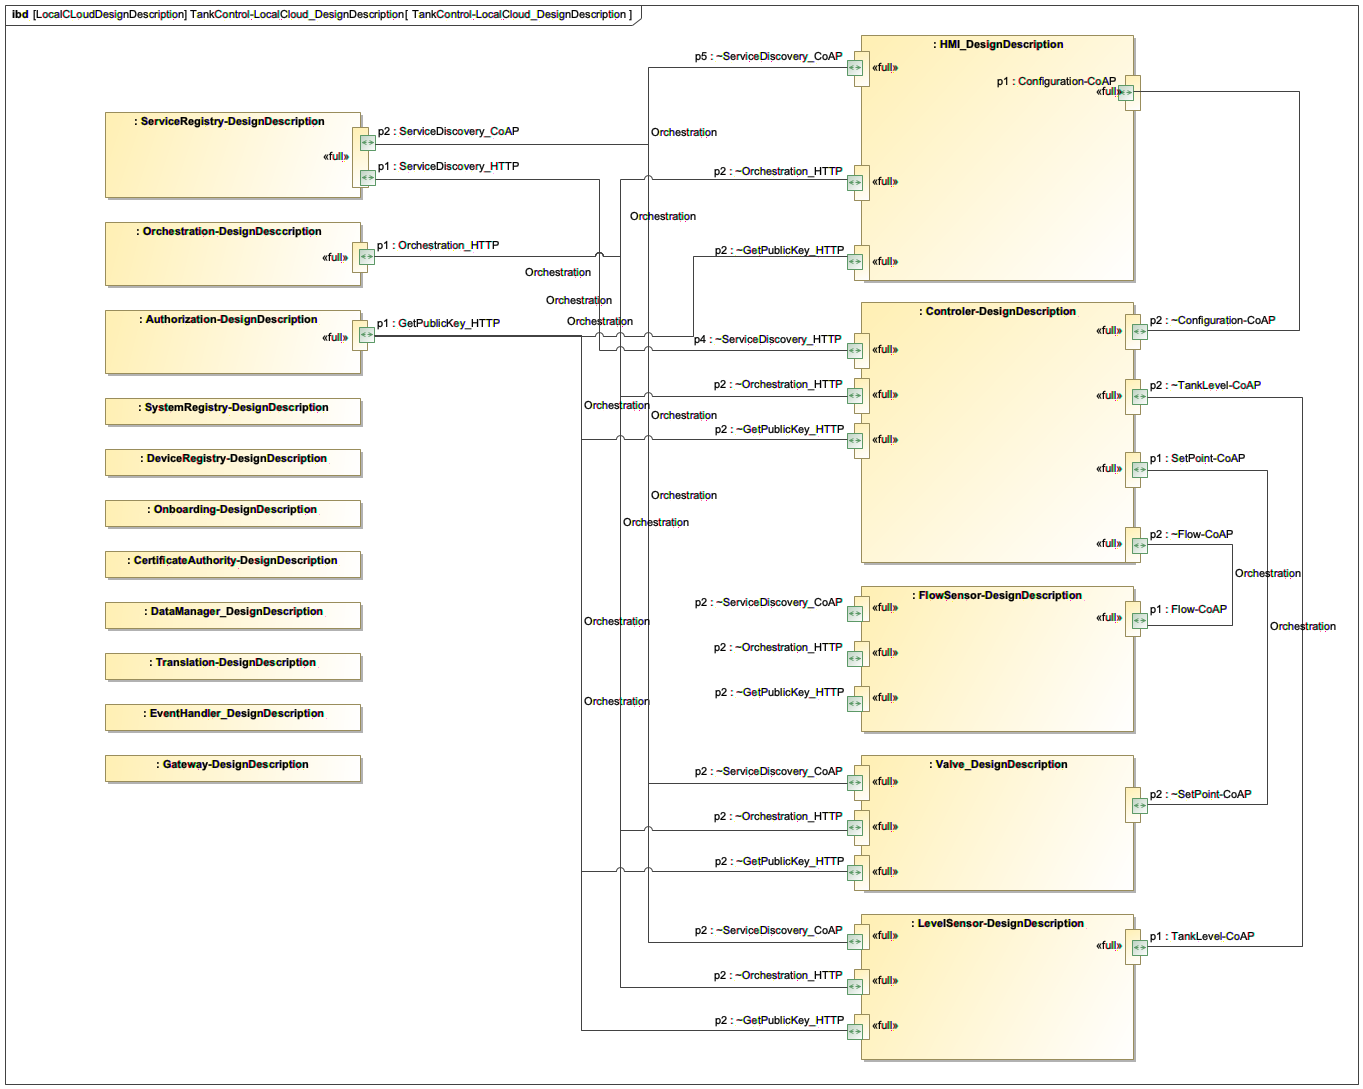 ibd [LocalCLoudDesignDescription] TankControl-LocalCloud_DesignDescription[ TankControl-LocalCloud_DesignDescription ]
: ServiceRegistry-DesignDescription
«full»
p2 : ServiceDiscovery_CoAP
p1 : ServiceDiscovery_HTTP
: Orchestration-DesignDesccription
«full»
p1 : Orchestration_HTTP
: Authorization-DesignDescription
«full»
p1 : GetPublicKey_HTTP
: SystemRegistry-DesignDescription
: DeviceRegistry-DesignDescription
: Onboarding-DesignDescription
: CertificateAuthority-DesignDescription
: DataManager_DesignDescription
: Translation-DesignDescription
: EventHandler_DesignDescription
: Gateway-DesignDescription
Orchestration
Orchestration
Orchestration
Orchestration
Orchestration
Orchestration
Orchestration
Orchestration
Orchestration
Orchestration
Orchestration
: HMI_DesignDescription
p5 : ~ServiceDiscovery_CoAP
«full»
p1 : Configuration-CoAP
«full»
p2 : ~Orchestration_HTTP
«full»
p2 : ~GetPublicKey_HTTP
«full»
: Controler-DesignDescription
«full»
p2 : ~Configuration-CoAP
p4 : ~ServiceDiscovery_HTTP
«full»
p2 : ~Orchestration_HTTP
«full»
«full»
p2 : ~TankLevel-CoAP
p2 : ~GetPublicKey_HTTP
«full»
«full»
p1 : SetPoint-CoAP
«full»
p2 : ~Flow-CoAP
Orchestration
: FlowSensor-DesignDescription
p2 : ~ServiceDiscovery_CoAP
«full»
«full»
p1 : Flow-CoAP
Orchestration
p2 : ~Orchestration_HTTP
«full»
p2 : ~GetPublicKey_HTTP
«full»
: Valve_DesignDescription
p2 : ~ServiceDiscovery_CoAP
«full»
p2 : ~SetPoint-CoAP
p2 : ~Orchestration_HTTP
«full»
p2 : ~GetPublicKey_HTTP
«full»
: LevelSensor-DesignDescription
p2 : ~ServiceDiscovery_CoAP
«full»
«full»
p1 : TankLevel-CoAP
p2 : ~Orchestration_HTTP
«full»
p2 : ~GetPublicKey_HTTP
«full»